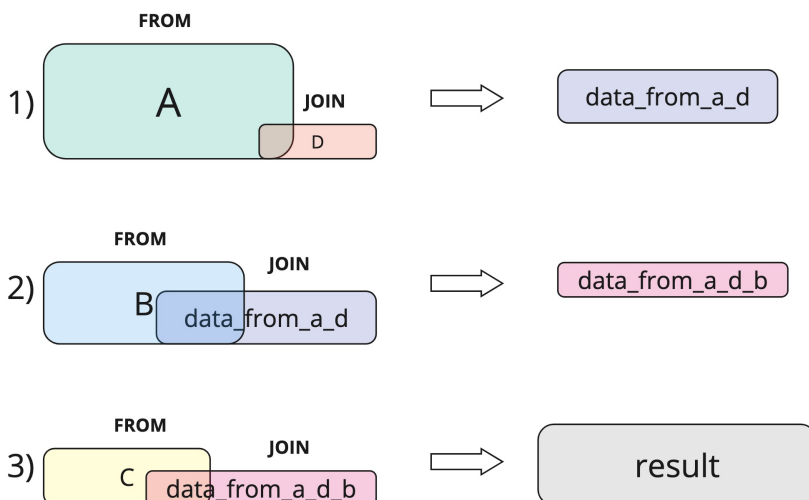 FROM
1)
A
JOIN
D
data_from_a_d
FROM
JOIN
2)
B
data_from_a_d
data_from_a_d_b
FROM
JOIN
3)
C
data_from_a_d_b
result